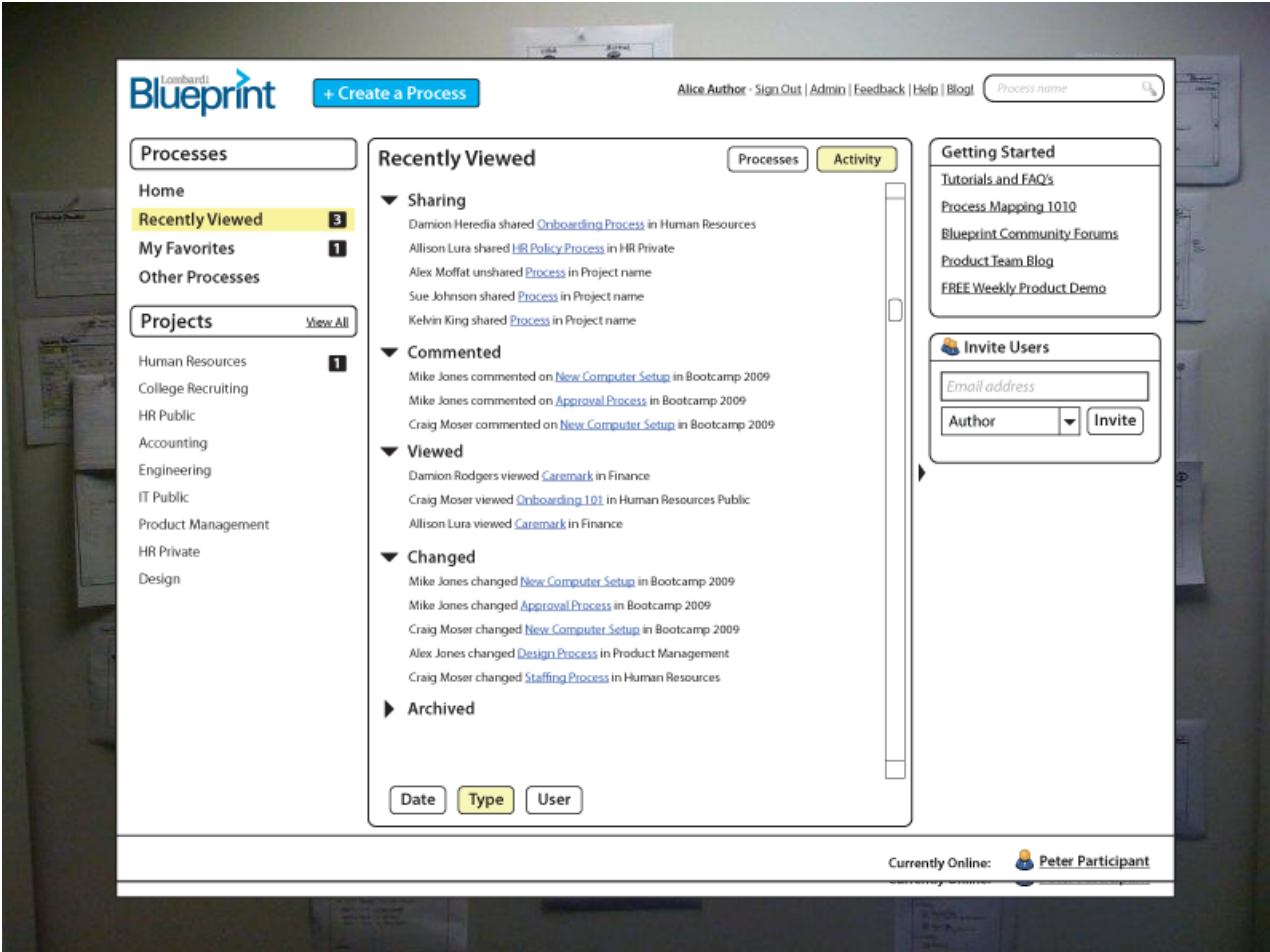 Lombardi
Blueprint
+ Create a Process
Alice Author - Sign Out | Admin | Feedback | Help | Blog!
Process name
Processes
Home
Recently Viewed 3
My Favorites 1
Other Processes
Projects View All
Human Resources 1
College Recruiting
HR Public
Accounting
Engineering
IT Public
Product Management
HR Private
Design
Recently Viewed
Processes Activity
Sharing
Damion Heredia shared Onboarding Process in Human Resources
Allison Lura shared HR Policy Process in HR Private
Alex Moffat unshared Process in Project name
Sue Johnson shared Process in Project name
Kelvin King shared Process in Project name
Commented
Mike Jones commented on New Computer Setup in Bootcamp 2009
Mike Jones commented on Approval Process in Bootcamp 2009
Craig Moser commented on New Computer Setup in Bootcamp 2009
Viewed
Damion Rodgers viewed Caremark in Finance
Craig Moser viewed Onboarding 101 in Human Resources Public
Allison Lura viewed Caremark in Finance
Changed
Mike Jones changed New Computer Setup in Bootcamp 2009
Mike Jones changed Approval Process in Bootcamp 2009
Craig Moser changed New Computer Setup in Bootcamp 2009
Alex Jones changed Design Process in Product Management
Craig Moser changed Staffing Process in Human Resources
Archived
Date Type User
Getting Started
Tutorials and FAQ's
Process Mapping 1010
Blueprint Community Forums
Product Team Blog
FREE Weekly Product Demo
Invite Users
Email address
Author Invite
Currently Online: Peter Participant